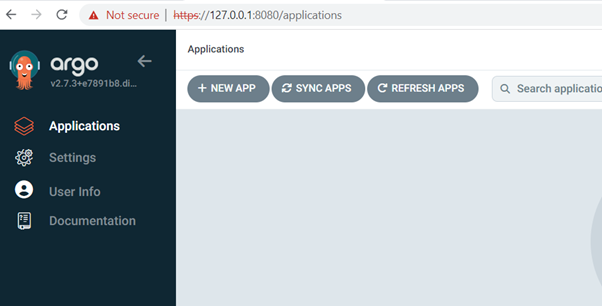 Not secure | https://127.0.0.1:8080/applications
argo
v2.7.3+e7891b8.di...
Applications
Settings
User Info
Documentation
Applications
+ NEW APP SYNC APPS REFRESH APPS Search applicatio